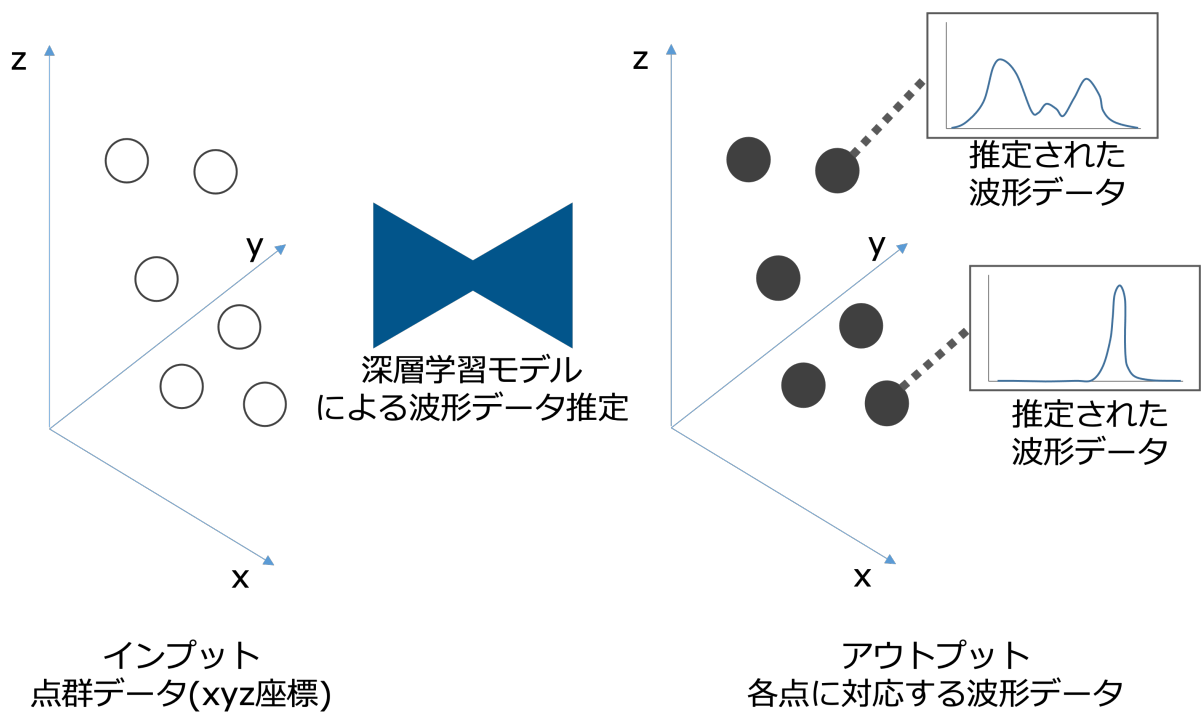 z
y
x
インプット
点群データ(xyz座標)
深層学習モデル
による波形データ推定
z
y
x
推定された
波形データ
推定された
波形データ
アウトプット
各点に対応する波形データ